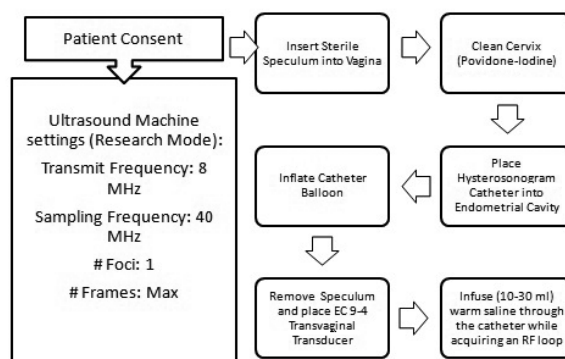 Patient Consent
Ultrasound Machine
settings (Research Mode):
Transmit Frequency: 8
MHz
Sampling Frequency: 40
MHz
# Foci: 1
# Frames: Max
Insert Sterile
Speculum into Vagina
Clean Cervix
(Povidone-Iodine)
Place
Hysterosonogram
Catheter into
Endometrial Cavity
Inflate Catheter
Balloon
Remove Speculum
and place EC 9-4
Transvaginal
Transducer
Infuse (10-30 ml)
warm saline through
the catheter while
acquiring an RF loop